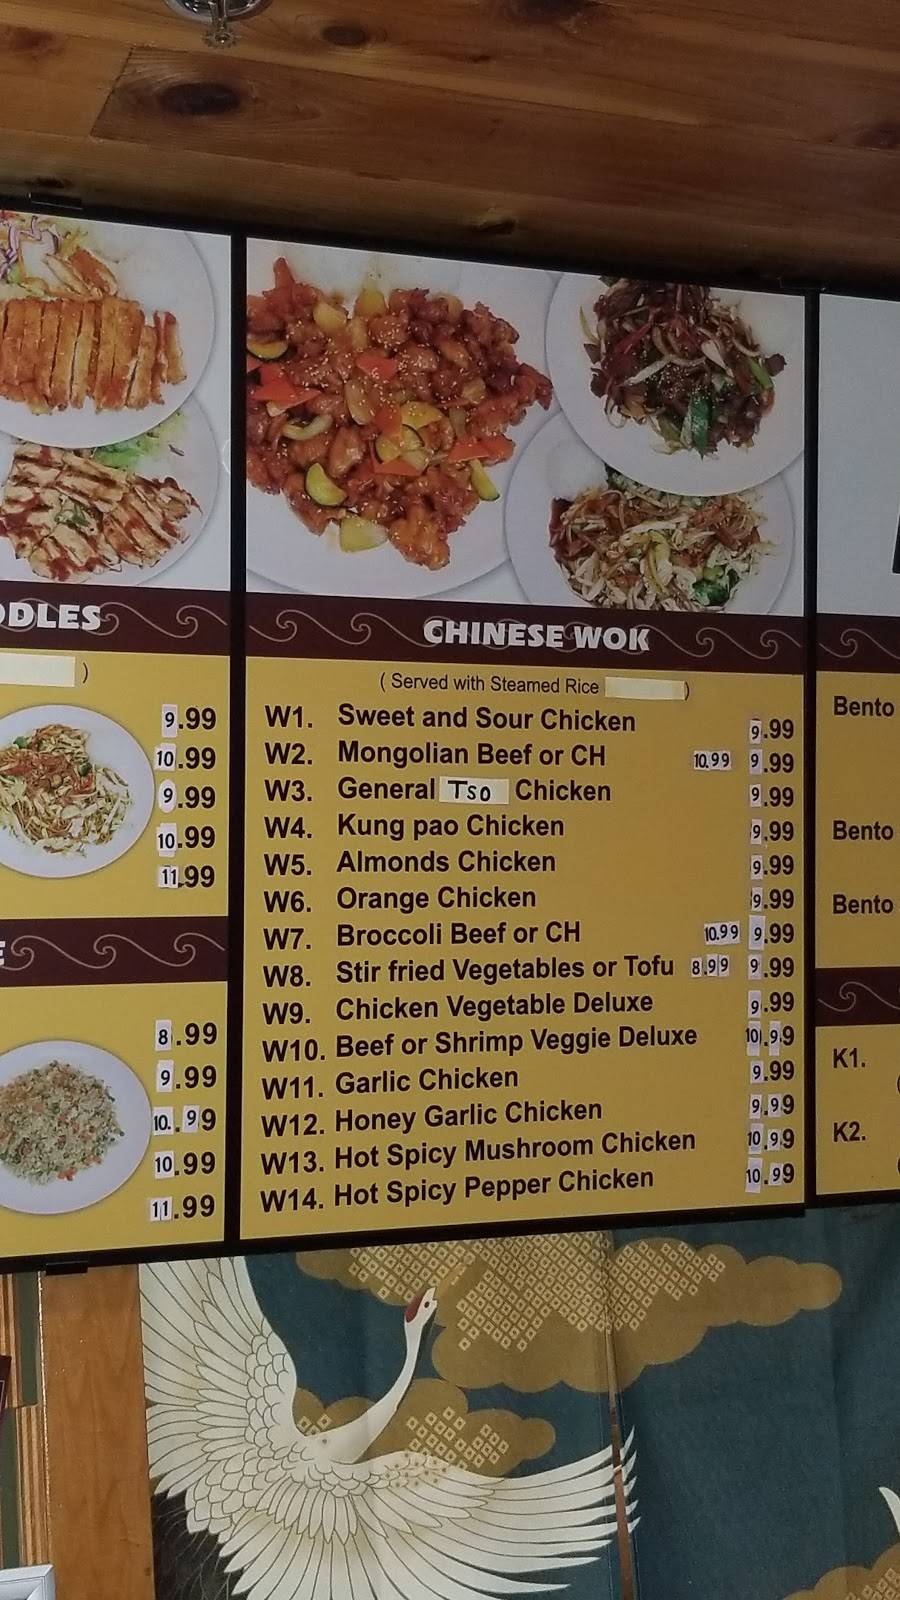 ODLES
)
9.99
10.99
9.99
10.99
11.99
E
8.99
9.99
10.99
10.99
11.99
CHINESE WOK
( Served with Steamed Rice )
W1. Sweet and Sour Chicken 9.99
W2. Mongolian Beef or CH 10.99 9.99
W3. General Tso Chicken 9.99
W4. Kung pao Chicken 9.99
W5. Almonds Chicken 9.99
W6. Orange Chicken 9.99
W7. Broccoli Beef or CH 10.99 9.99
W8. Stir fried Vegetables or Tofu 8.99 9.99
W9. Chicken Vegetable Deluxe 9.99
W10. Beef or Shrimp Veggie Deluxe 10.99
W11. Garlic Chicken 9.99
W12. Honey Garlic Chicken 9.99
W13. Hot Spicy Mushroom Chicken 10.99
W14. Hot Spicy Pepper Chicken 10.99
Bento
Bento
Bento
K1.
K2.